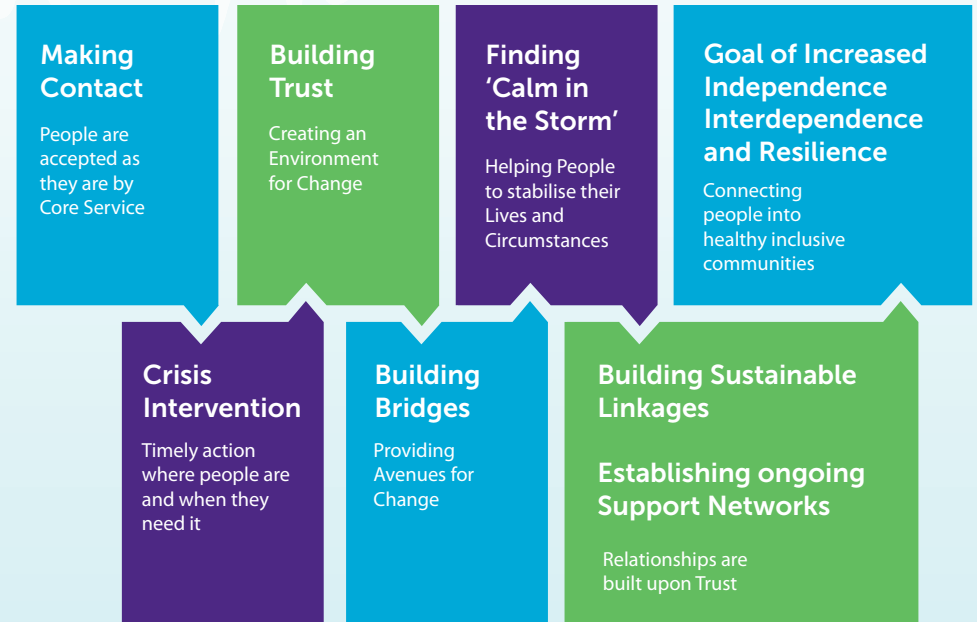 Making
Contact
People are
accepted as
they are by
Core Service
Crisis
Intervention
Timely action
where people are
and when they
need it
Building
Trust
Creating an
Environment
for Change
Building
Bridges
Providing
Avenues for
Change
Finding
‘Calm in
the Storm’
Helping People
to stabilise their
Lives and
Circumstances
Building Sustainable
Linkages
Establishing ongoing
Support Networks
Relationships are
built upon Trust
Goal of Increased
Independence
Interdependence
and Resilience
Connecting
people into
healthy inclusive
communities